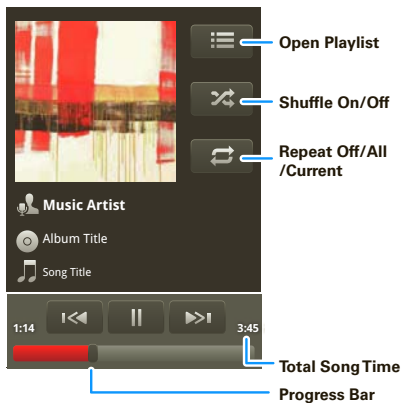 Open Playlist
Shuffle On/Off
Repeat Off/All
/Current
Music Artist
Album Title
Song Title
1:14
3:45
Total Song Time
Progress Bar